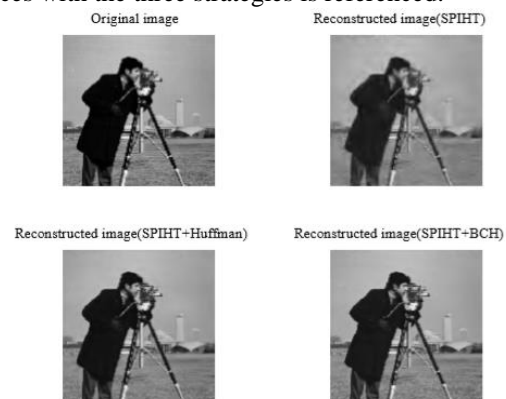 ces with the three strategies is referenced.
Original image
Reconstructed image(SPIHT)
Reconstructed image(SPIHT+Huffman)
Reconstructed image(SPIHT+BCH)